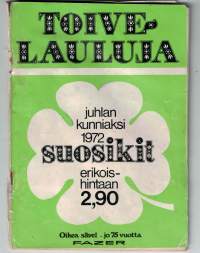 TOIVE-
LAULUJA
juhlan
kunniaksi
1972
suosikit
erikois-
hintaan
2,90
Oikea sävel - jo 75 vuotta
FAZER